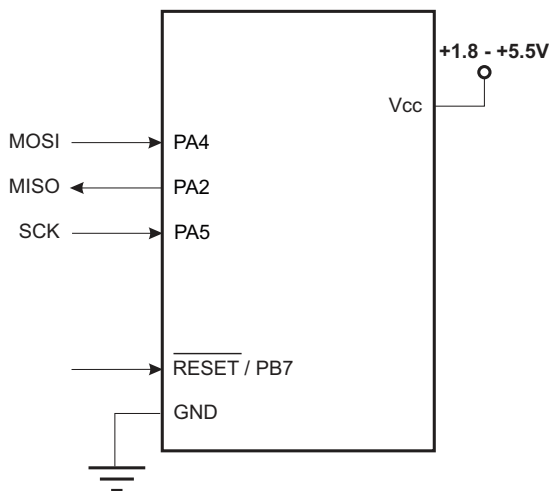 +1.8 - +5.5V
Vcc
MOSI PA4
MISO PA2
SCK PA5
RESET / PB7
GND